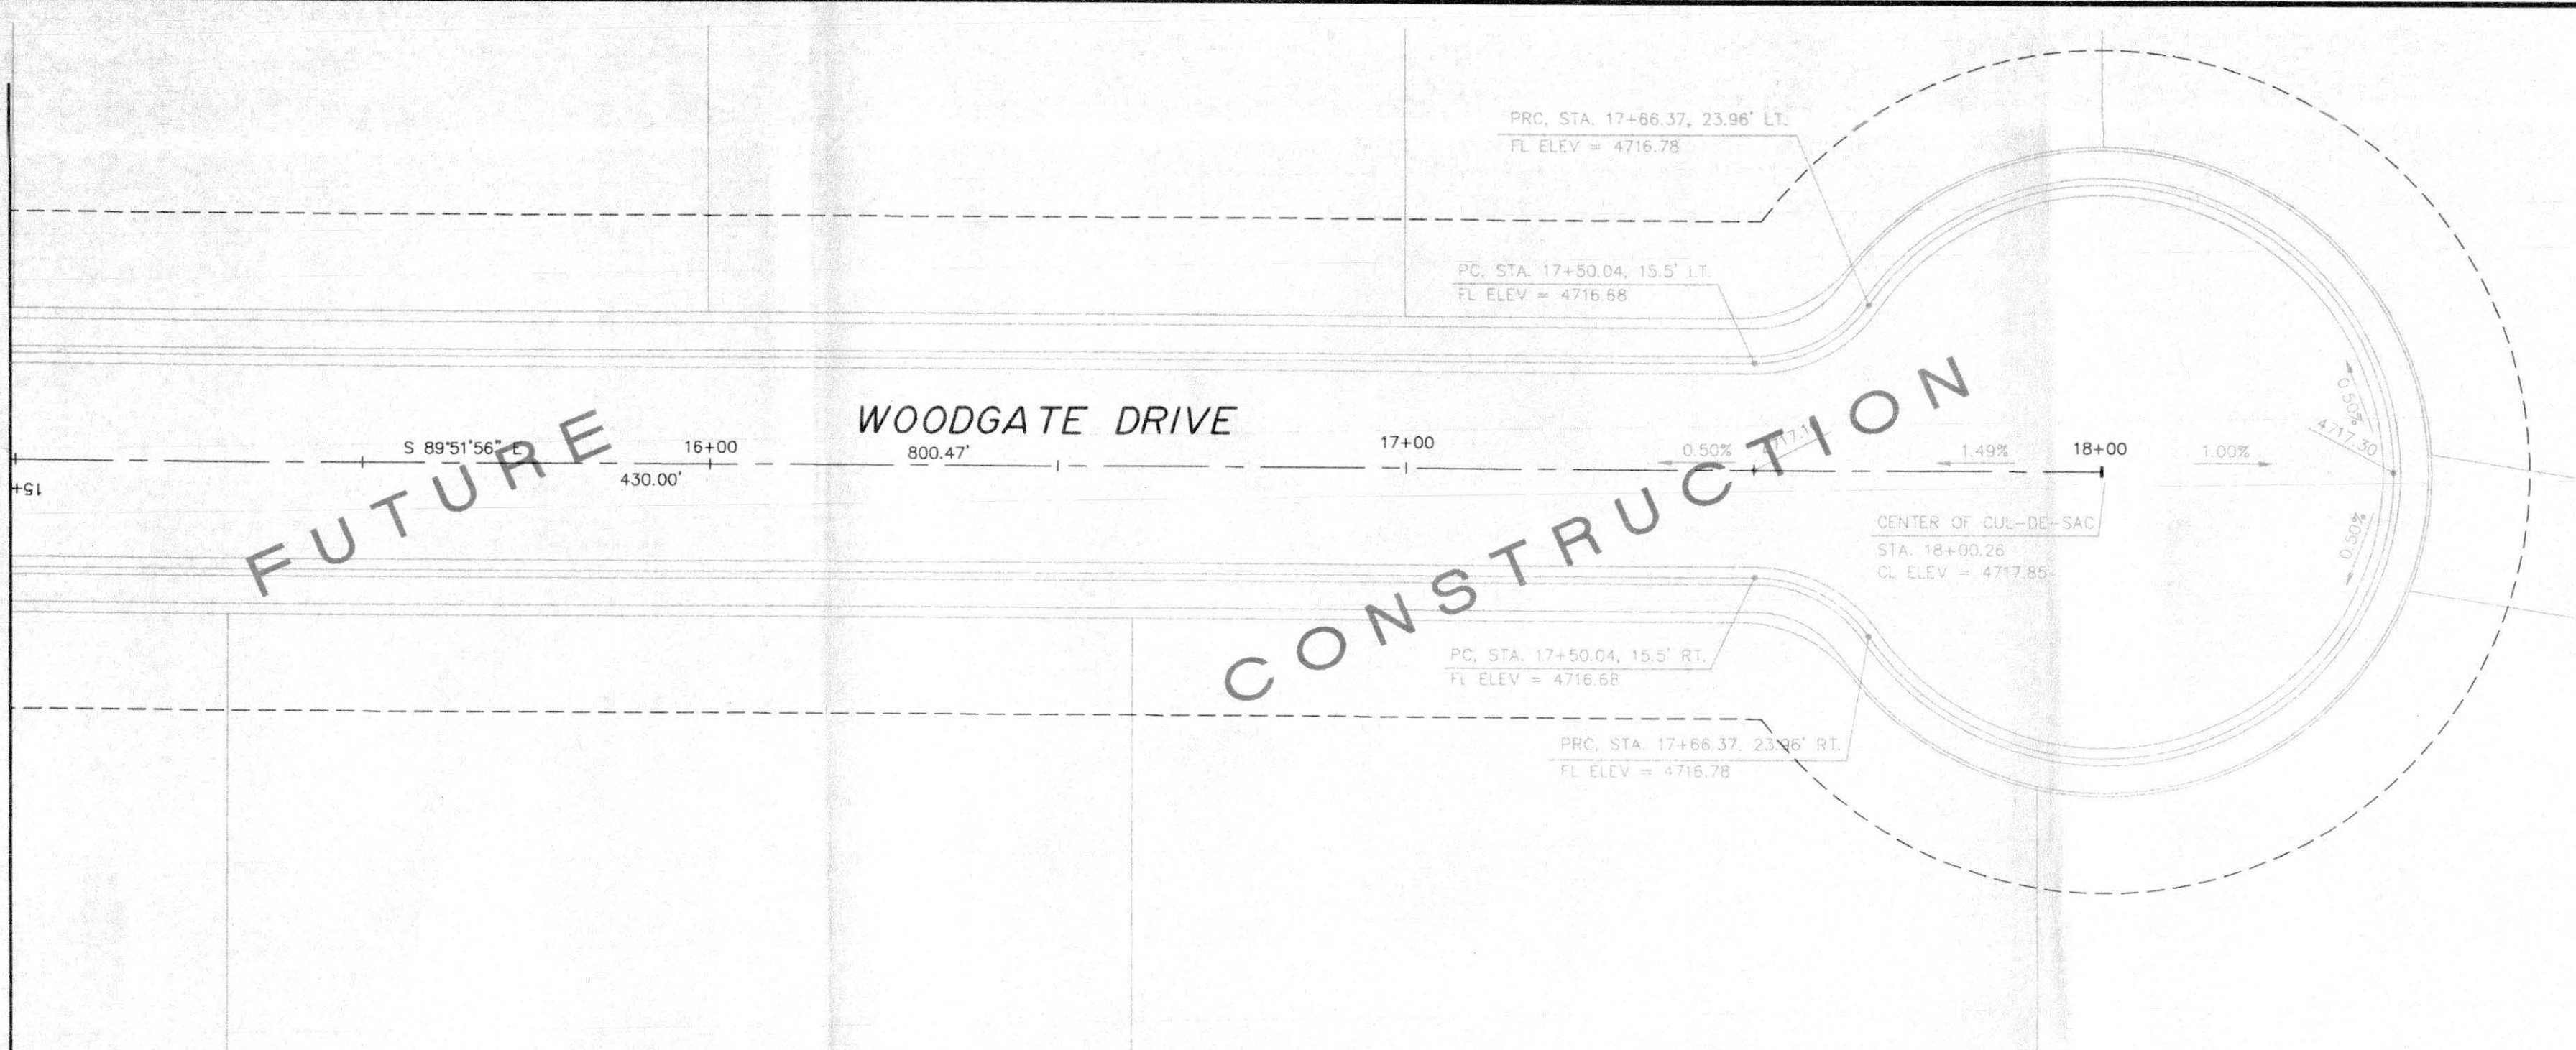 PRC, STA. 17+66.37, 23.96' LT.
FL ELEV = 4716.78
PC, STA. 17+50.04, 15.5' LT.
FL ELEV = 4716.68
WOODGATE DRIVE
S 89°51'56" E
16+00
800.47'
17+00
0.50%
1.49%
18+00
1.00%
0.50%
4717.30
430.00'
15+
FUTURE
CONSTRUCTION
CENTER OF CUL-DE-SAC
STA. 18+00.26
CL ELEV = 4717.85
0.50%
PC, STA. 17+50.04, 15.5' RT.
FL ELEV = 4716.68
PRC, STA. 17+66.37, 23.96' RT.
FL ELEV = 4716.78